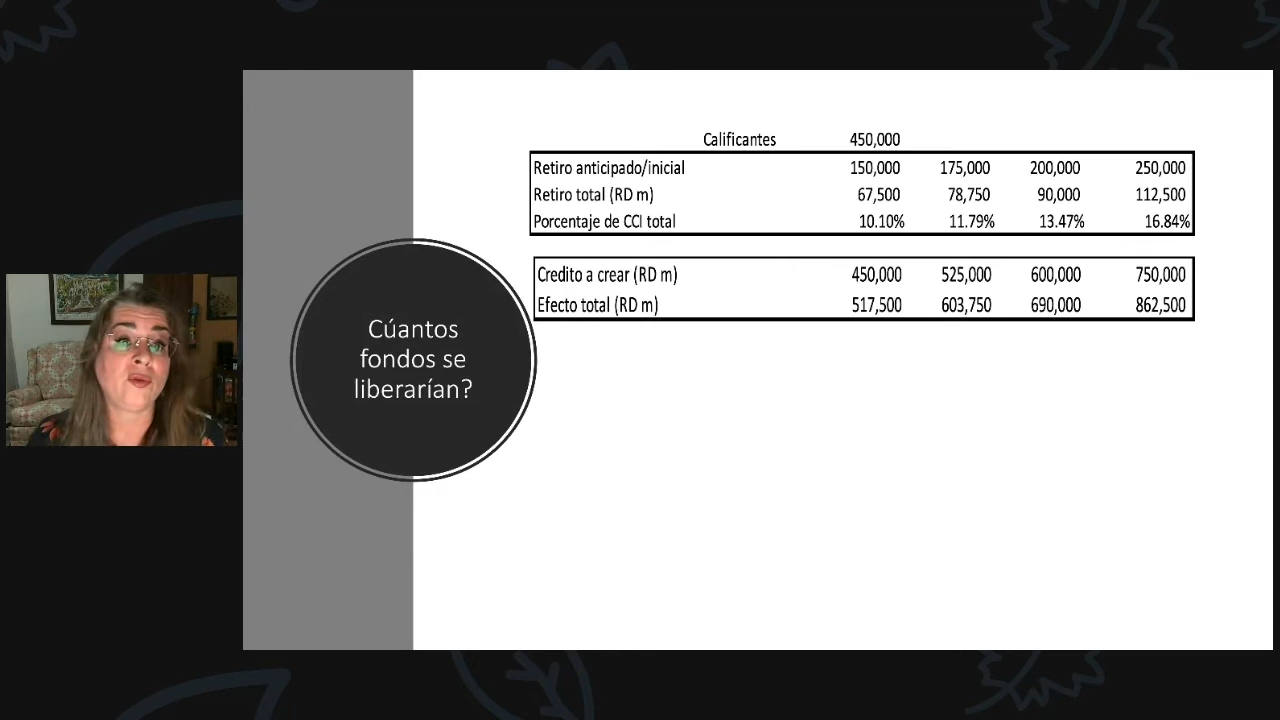 Cúantos
fondos se
liberarían?
Calificantes 450,000
Retiro anticipado/inicial 150,000 175,000 200,000 250,000
Retiro total (RD m) 67,500 78,750 90,000 112,500
Porcentaje de CCI total 10.10% 11.79% 13.47% 16.84%
Credito a crear (RD m) 450,000 525,000 600,000 750,000
Efecto total (RD m) 517,500 603,750 690,000 862,500